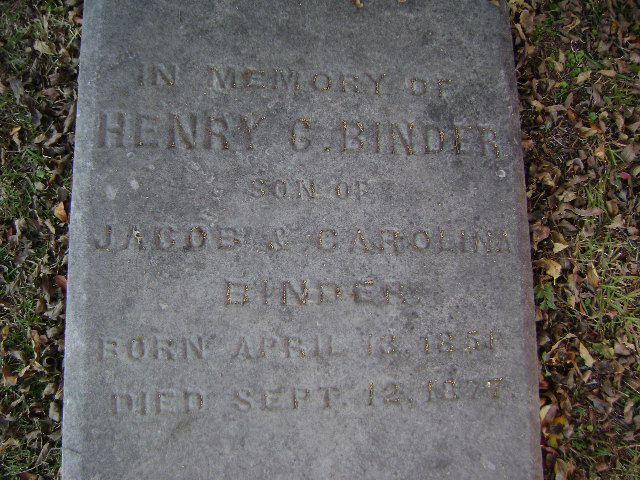 IN MEMORY OF
HENRY C. BINDER
SON OF
JACOB & CAROLINA
BINDER
BORN APRIL 13,
DIED SEPT. 12, 1877.